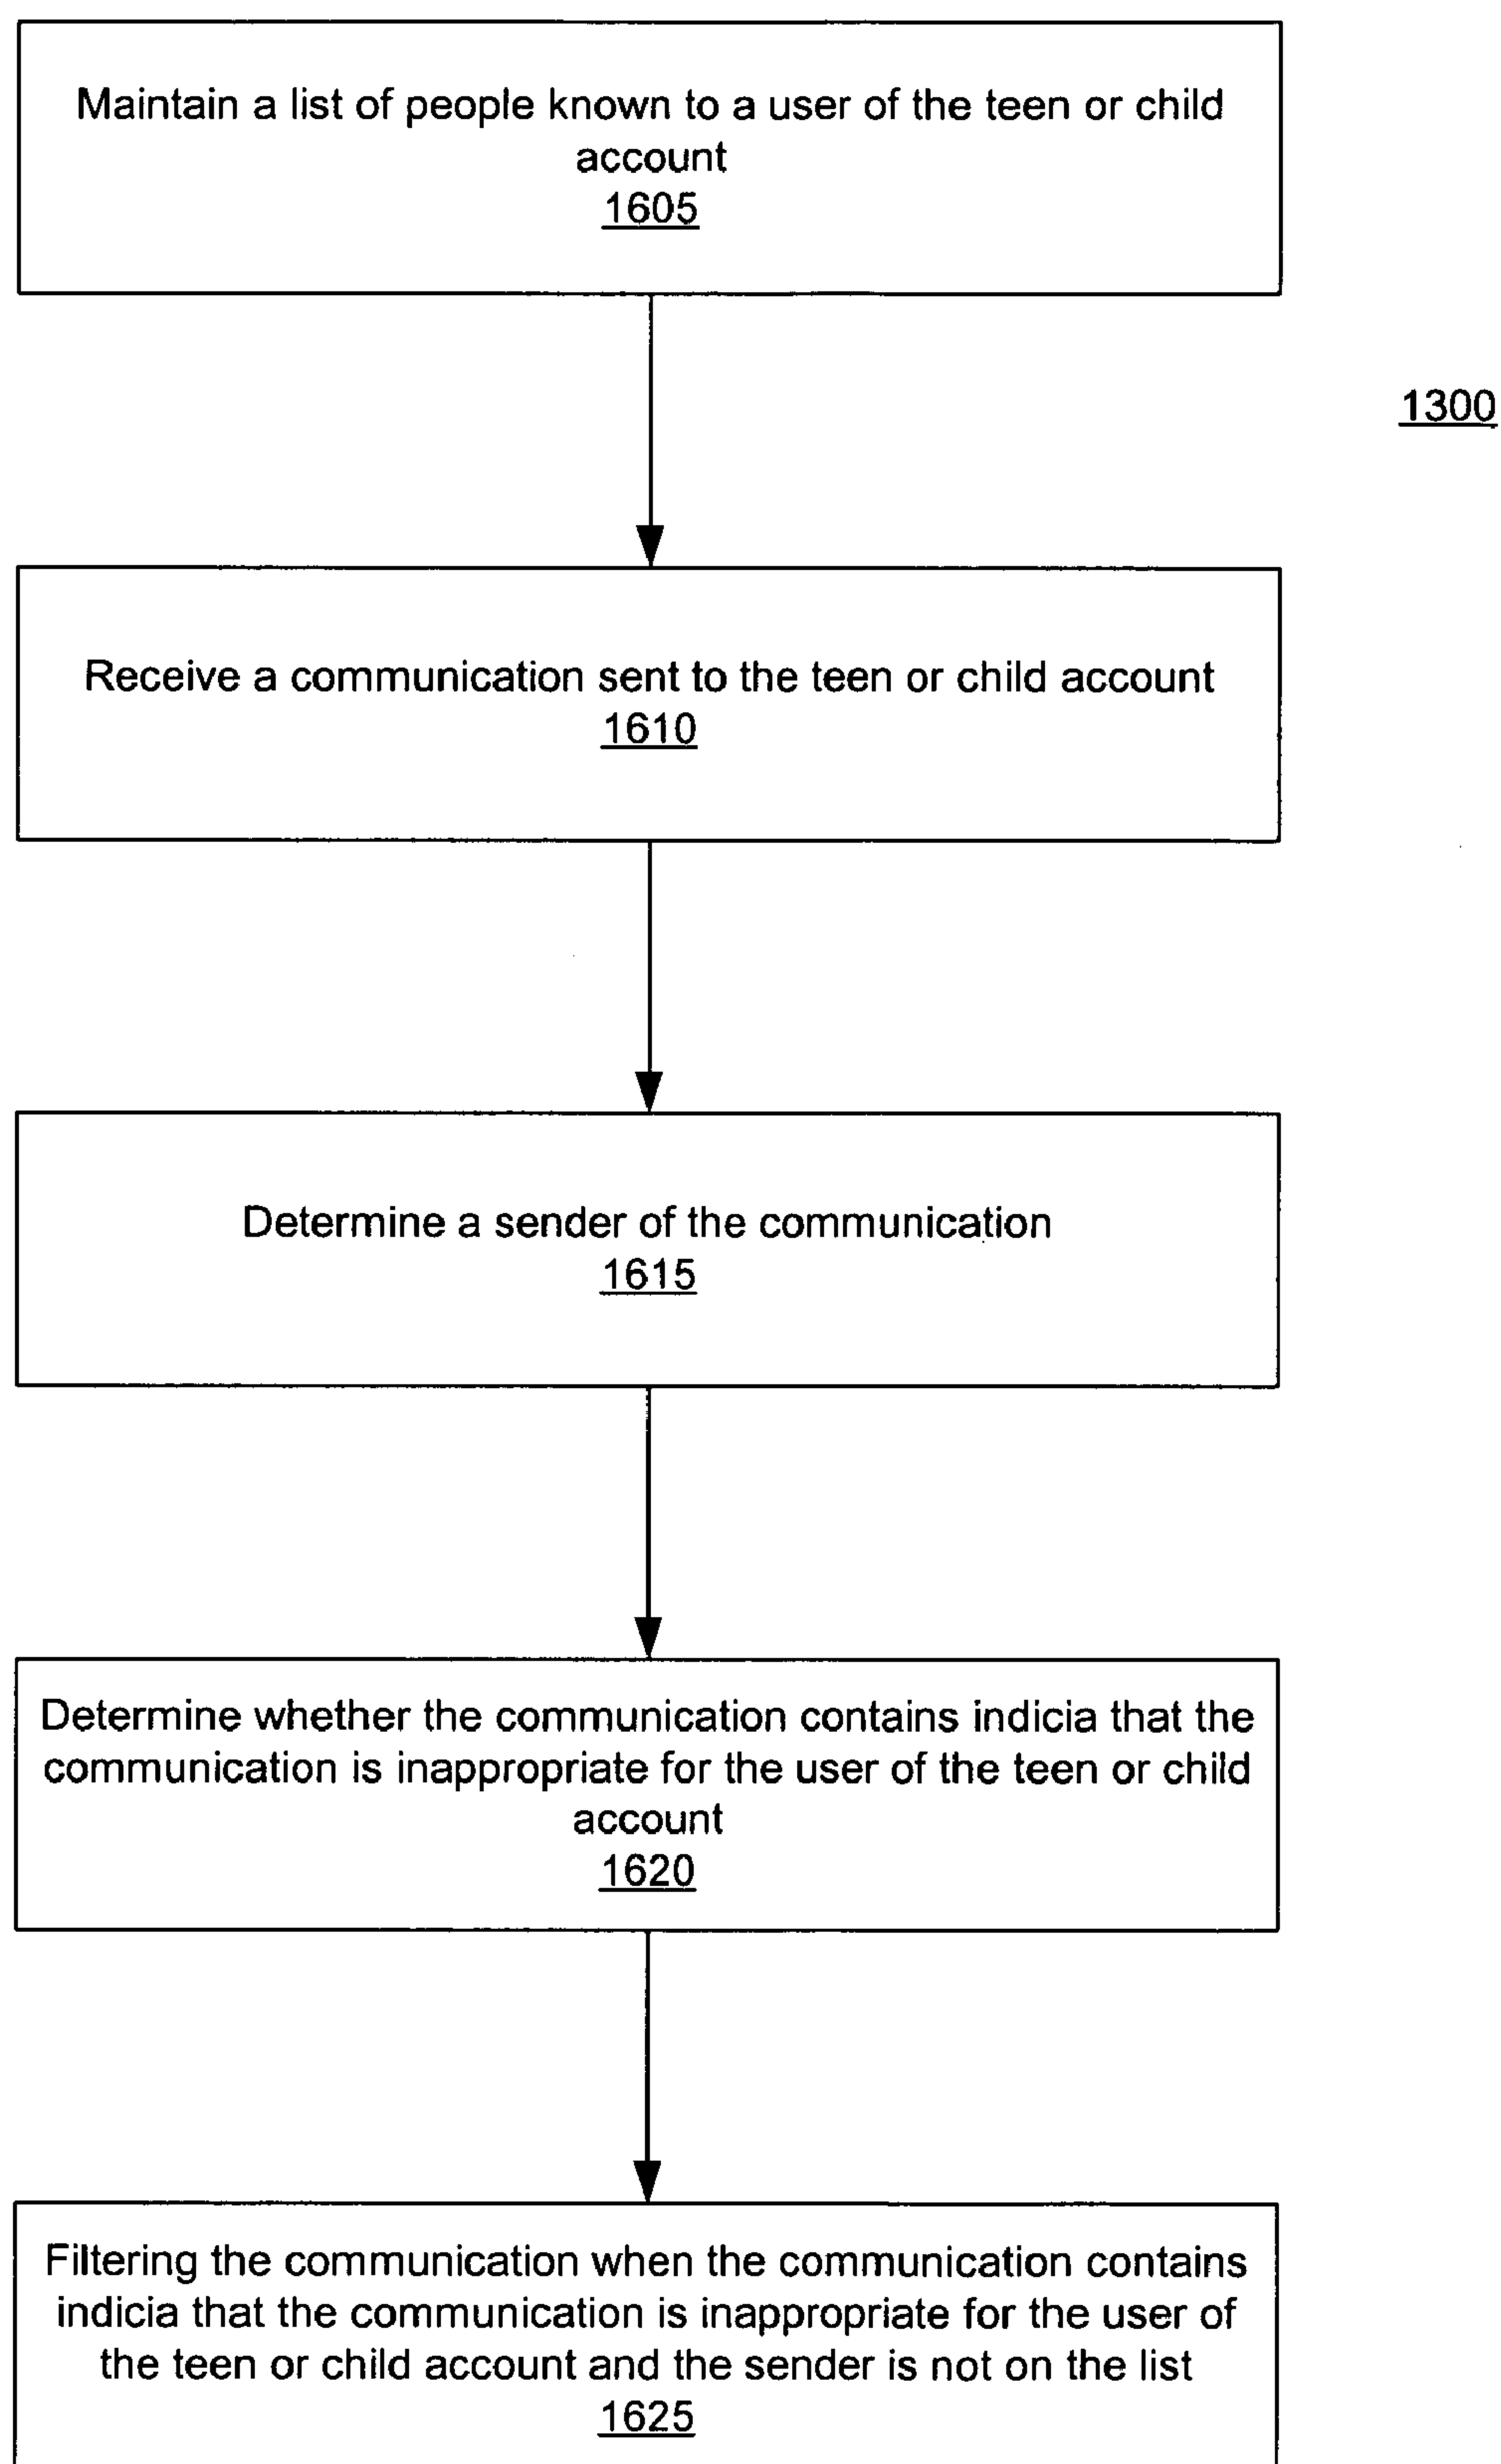 Maintain a list of people known to a user of the teen or child
account
1605
1300
Receive a communication sent to the teen or child account
1610
Determine a sender of the communication
1615
Determine whether the communication contains indicia that the
communication is inappropriate for the user of the teen or child
account
1620
Filtering the communication when the communication contains
indicia that the communication is inappropriate for the user of
the teen or child account and the sender is not on the list
1625